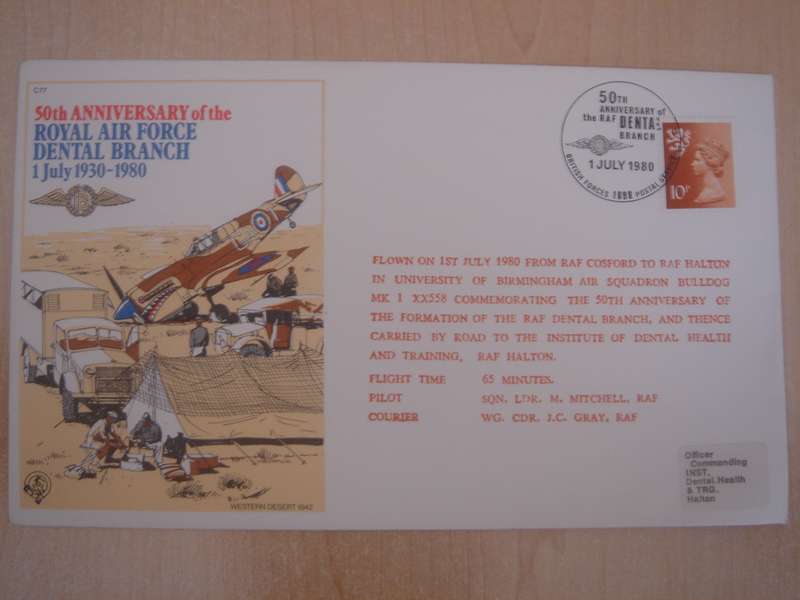 C77
50th ANNIVERSARY of the
ROYAL AIR FORCE
DENTAL BRANCH
1 July 1930-1980
WESTERN DESERT 1942
50TH
ANNIVERSARY of
the RAF DENTAL
BRANCH
1 JULY 1980
BRITISH FORCES 1698 POSTAL SERVICE
10P
FLOWN ON 1ST JULY 1980 FROM RAF COSFORD TO RAF HALTON
IN UNIVERSITY OF BIRMINGHAM AIR SQUADRON BULLDOG
MK 1 XX558 COMMEMORATING THE 50TH ANNIVERSARY OF
THE FORMATION OF THE RAF DENTAL BRANCH, AND THENCE
CARRIED BY ROAD TO THE INSTITUTE OF DENTAL HEALTH
AND TRAINING, RAF HALTON.
FLIGHT TIME 65 MINUTES.
PILOT SQN. LDR. M. MITCHELL, RAF
COURIER WG. CDR. J.C. GRAY, RAF
Officer
Commanding
INST.
Dental Health
& TRG.
Halton